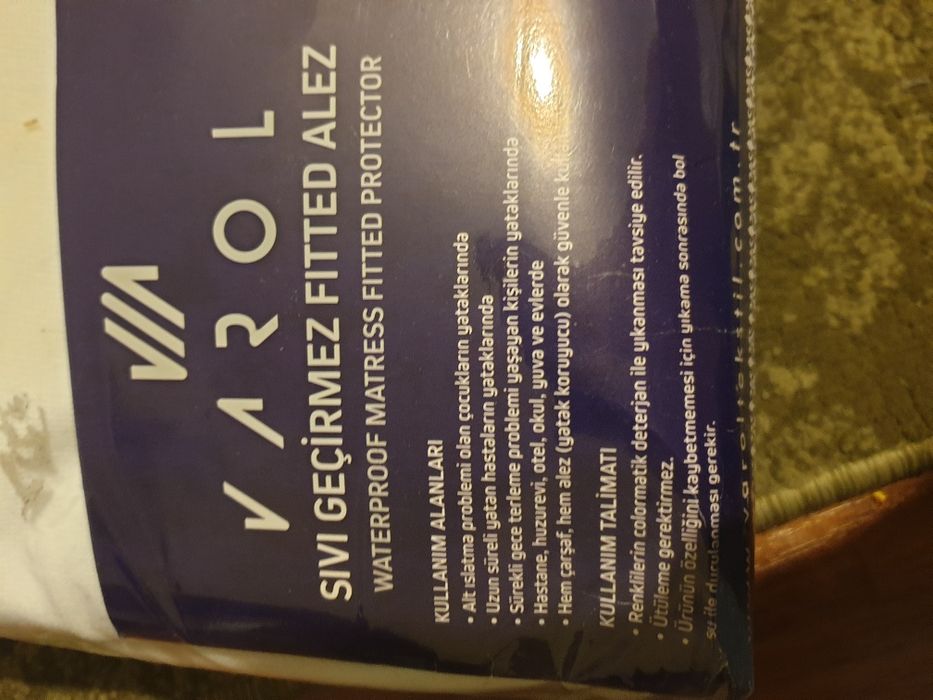 VAROL
SIVI GEÇİRMEZ FITTED ALEZ
WATERPROOF MATRESS FITTED PROTECTOR
KULLANIM ALANLARI
• Alt ıslatma problemi olan çocukların yataklarında
• Uzun süreli yatan hastaların yataklarında
• Sürekli gece terleme problemi yaşayan kişilerin yataklarında
• Hastane, huzurevi, otel, okul, yuva ve evlerde
• Hem çarşaf, hem alez (yatak koruyucu) olarak güvenle
KULLANIM TALİMATI
• Renklilerin colormatik deterjan ile yıkanması tavsiye edilir.
• Ütüleme gerektirmez.
• Ürünün özelliğini kaybetmemesi için yıkama sonrasında bol
su ile durulanması gerekir.